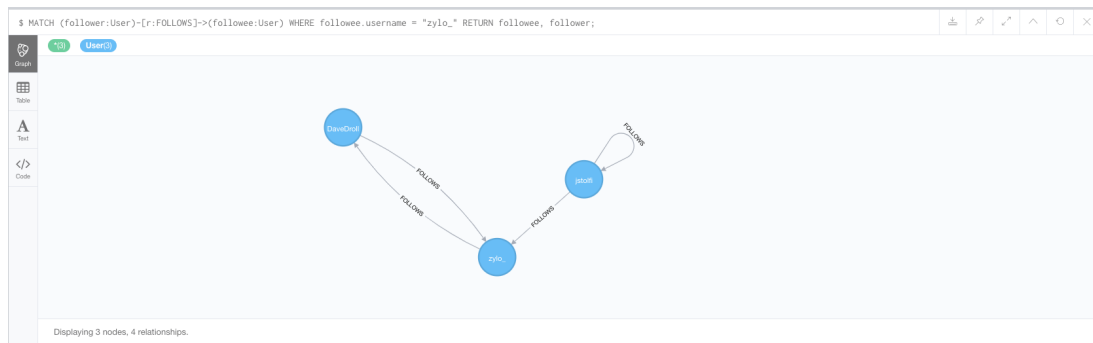 $ MATCH (follower:User)-[r:FOLLOWS]->(followee:User) WHERE followee.username = "zylo_" RETURN followee, follower;
*(3) User(3)
Graph
Table
A
Text
</>
Code
DaveDroll
FOLLOWS
jstolfi
FOLLOWS
FOLLOWS
FOLLOWS
zylo_
Displaying 3 nodes, 4 relationships.